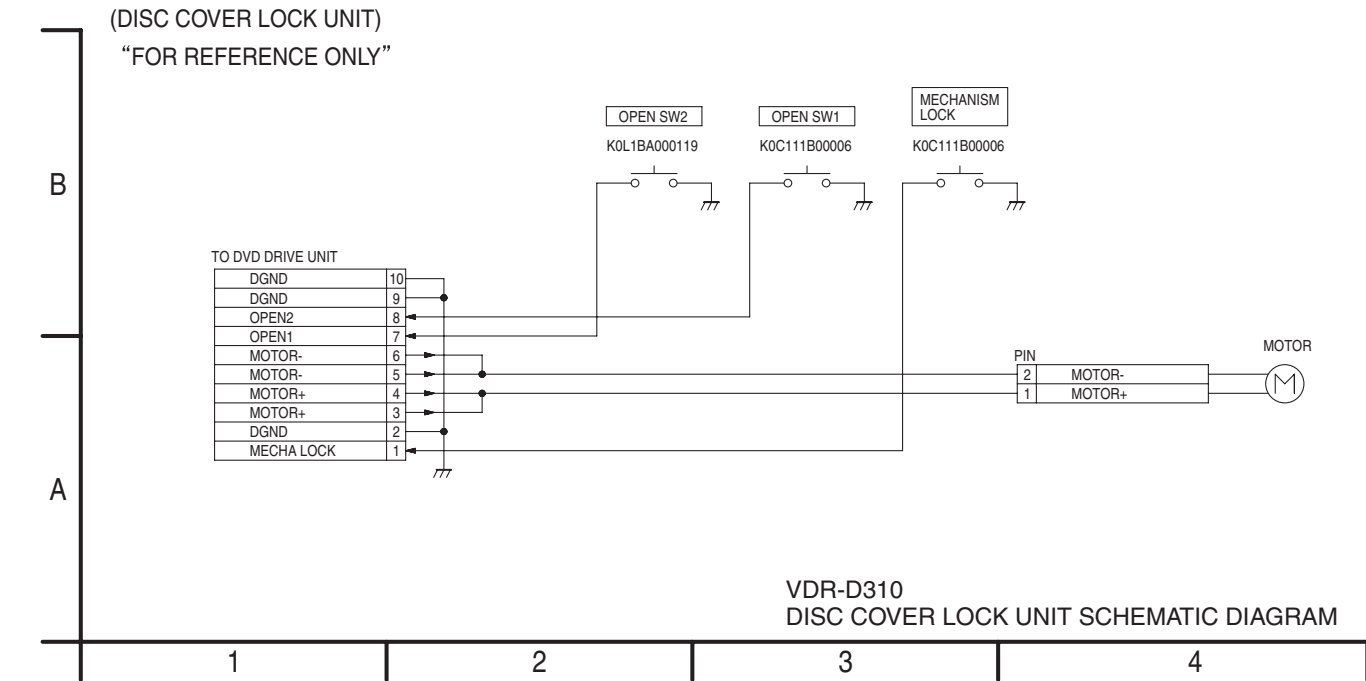 (DISC COVER LOCK UNIT)
“FOR REFERENCE ONLY”
OPEN SW2
OPEN SW1
MECHANISM
LOCK
K0L1BA000119
K0C111B00006
K0C111B00006
B
TO DVD DRIVE UNIT
DGND 10
DGND 9
OPEN2 8
OPEN1 7
MOTOR- 6
MOTOR- 5
MOTOR+ 4
MOTOR+ 3
DGND 2
MECHA LOCK 1
PIN
2 MOTOR-
1 MOTOR+
MOTOR
M
A
VDR-D310
DISC COVER LOCK UNIT SCHEMATIC DIAGRAM
1 2 3 4